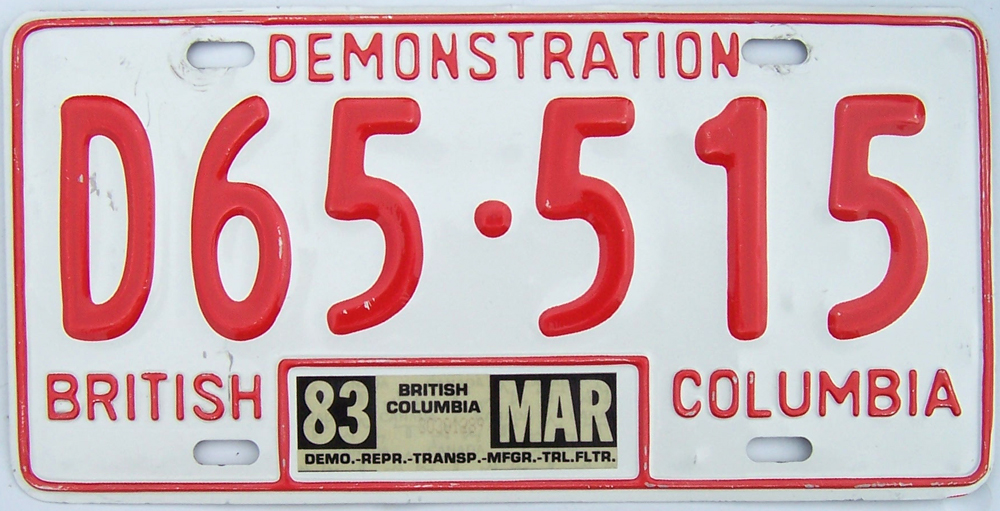 DEMONSTRATION
D65·515
BRITISH COLUMBIA
83 BRITISH COLUMBIA MAR
DEMO.-REPR.-TRANSP.-MFGR.-TRL.FLTR.